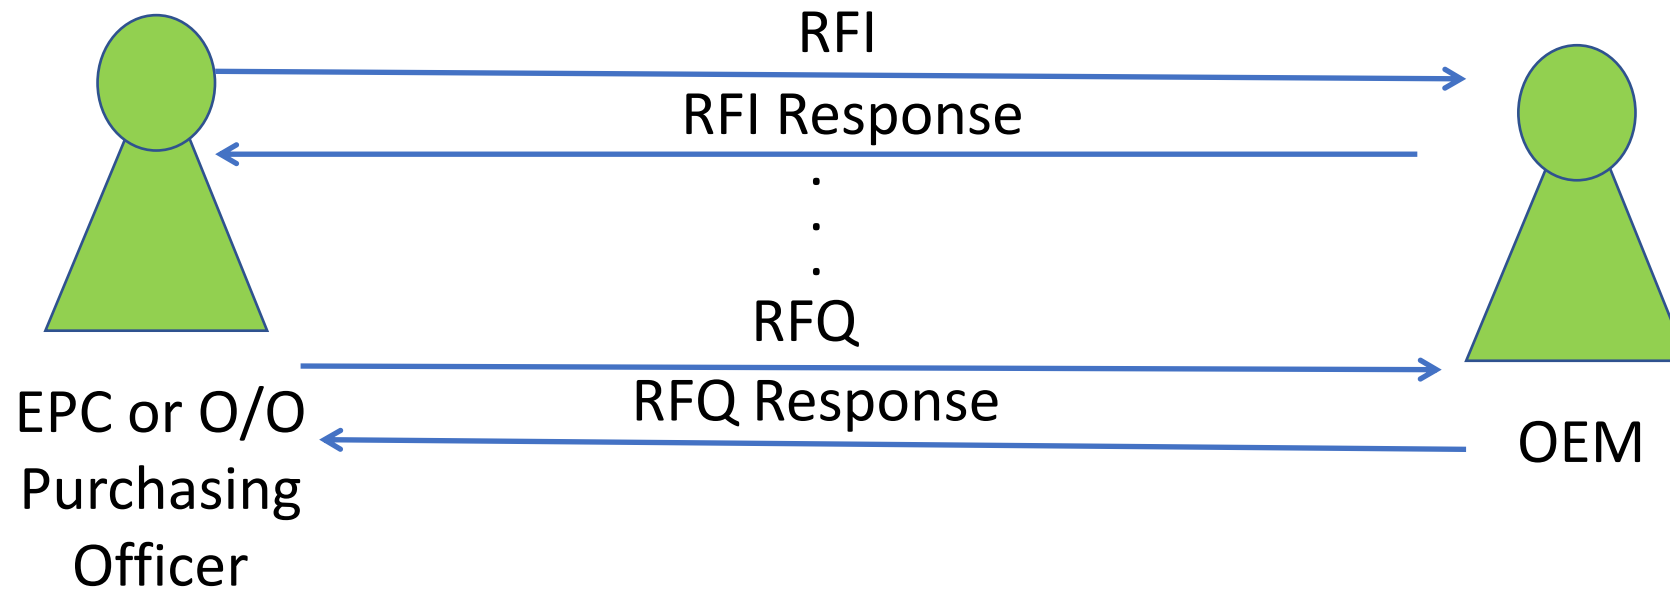 RFI
RFI Response
.
.
.
RFQ
RFQ Response
EPC or O/O
Purchasing
Officer
OEM